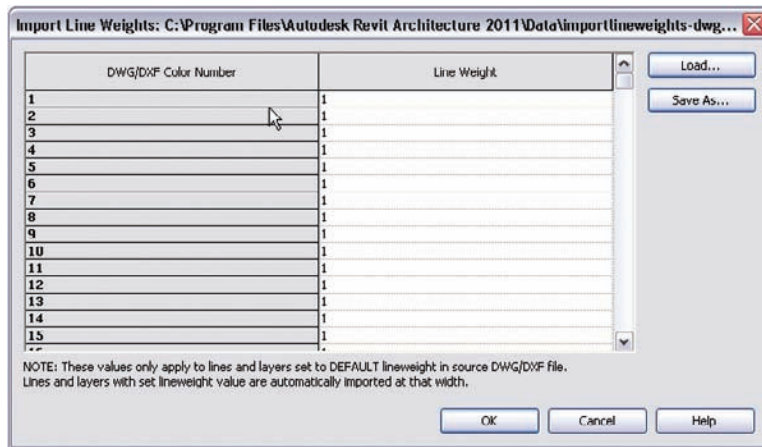 Import Line Weights: C:\Program Files\Autodesk Revit Architecture 2011\Data\importlineweights-dwg...
DWG/DXF Color Number Line Weight
Load...
Save As...
1 1
2 1
3 1
4 1
5 1
6 1
7 1
8 1
9 1
10 1
11 1
12 1
13 1
14 1
15 1
NOTE: These values only apply to lines and layers set to DEFAULT lineweight in source DWG/DXF file.
Lines and layers with set lineweight value are automatically imported at that width.
OK Cancel Help